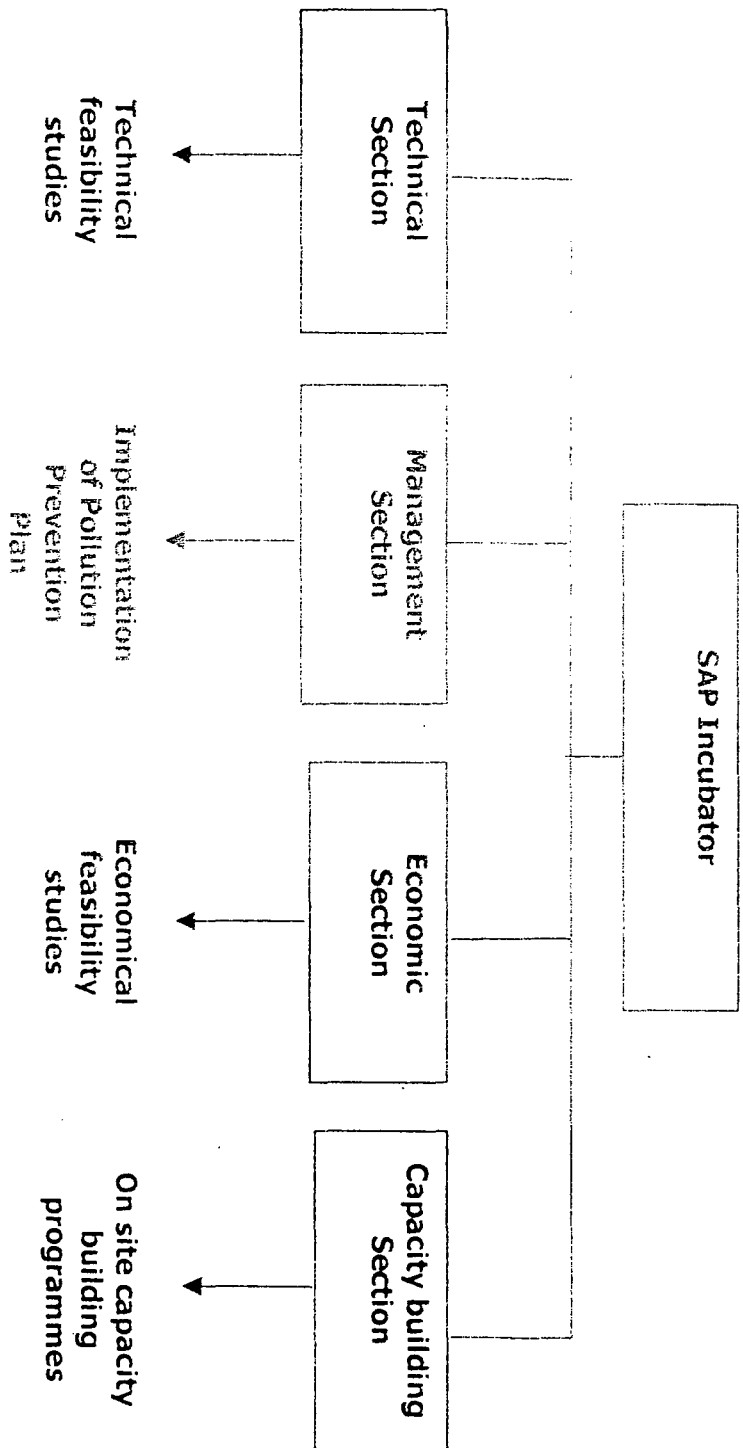 SAP Incubator
Technical
Section
Management
Section
Economic
Section
Capacity building
Section
Technical
feasibility
studies
Implementation
of Pollution
Prevention
Plan
Economical
feasibility
studies
On site capacity
building
programmes